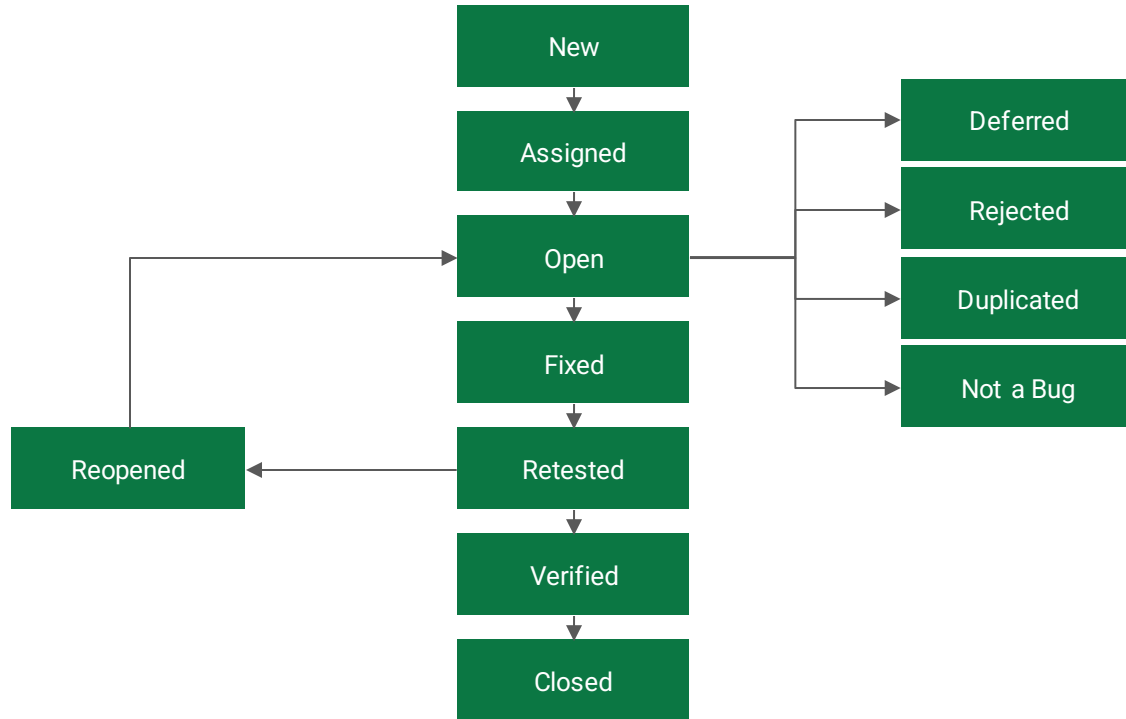 New
Assigned
Open
Fixed
Retested
Verified
Closed
Reopened
Deferred
Rejected
Duplicated
Not a Bug